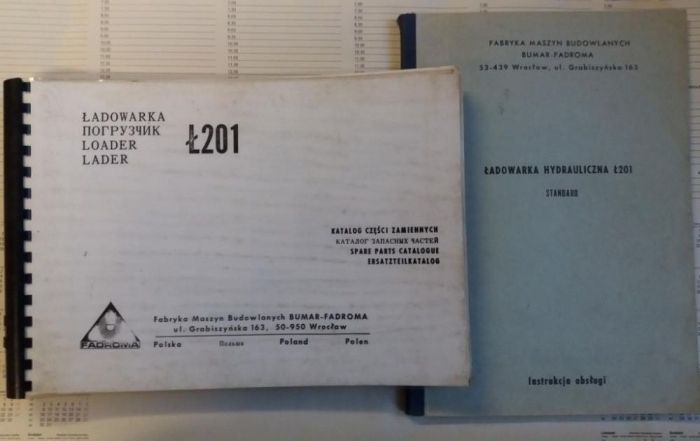 ŁADOWARKA
ПОГРУЗЧИК
LOADER
LADER
Ł201
KATALOG CZĘŚCI ZAMIENNYCH
КАТАЛОГ ЗАПАСНЫХ ЧАСТЕЙ
SPARE PARTS CATALOGUE
ERSATZTEILKATALOG
FADROMA
Fabryka Maszyn Budowlanych BUMAR-FADROMA
ul. Grabiszyńska 163, 50-950 Wrocław
Polska Польша Poland Polen
FABRYKA MASZYN BUDOWLANYCH
BUMAR-FADROMA
53-439 Wrocław, ul. Grabiszyńska 163
ŁADOWARKA HYDRAULICZNA Ł201
STANDARD
Instrukcja obsługi